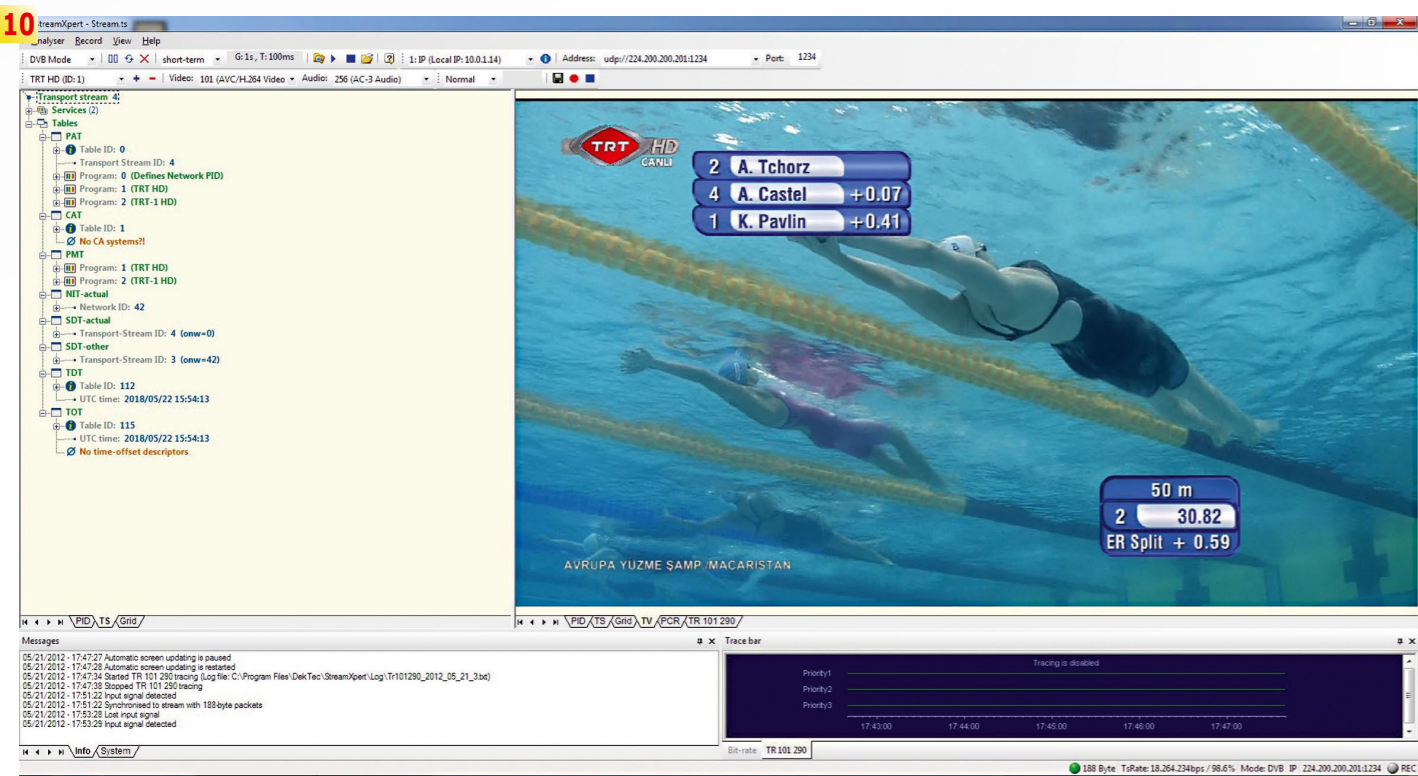 10
StreamXpert - Stream.ts
Analyser Record View Help
DVB Mode short-term G: 1s, T: 100ms 1: IP (Local IP: 10.0.1.14) Address: udp://224.200.200.201:1234 Port: 1234
TRT HD (ID: 1) Video: 101 (AVC/H.264 Video Audio: 256 (AC-3 Audio) Normal
Transport stream 4
Services (2)
Tables
PAT
Table ID: 0
Transport Stream ID: 4
Program: 0 (Defines Network PID)
Program: 1 (TRT HD)
Program: 2 (TRT-1 HD)
CAT
Table ID: 1
No CA systems?!
PMT
Program: 1 (TRT HD)
Program: 2 (TRT-1 HD)
NIT-actual
Network ID: 42
SDT-actual
Transport-Stream ID: 4 (onw=0)
SDT-other
Transport-Stream ID: 3 (onw=42)
TDT
Table ID: 112
UTC time: 2018/05/22 15:54:13
TOT
Table ID: 115
UTC time: 2018/05/22 15:54:13
No time-offset descriptors
PID TS Grid
TRT HD
CANLI
2 A. Tchorz
4 A. Castel +0.07
1 K. Pavlin +0.41
50 m
2 30.82
ER Split + 0.59
AVRUPA YUZME ŞAMP./MACARISTAN
PID TS Grid TV PCR TR 101 290
Messages
05/21/2012 - 17:47:27 Automatic screen updating is paused
05/21/2012 - 17:47:28 Automatic screen updating is restarted
05/21/2012 - 17:47:34 Started TR 101 290 tracing (Log file: C:\Program Files\DekTec\StreamXpert\Log\Tr101290_2012_05_21_3.txt)
05/21/2012 - 17:47:38 Stopped TR 101 290 tracing
05/21/2012 - 17:51:22 Input signal detected
05/21/2012 - 17:51:22 Synchronised to stream with 188-byte packets
05/21/2012 - 17:53:28 Lost input signal
05/21/2012 - 17:53:29 Input signal detected
Info System
Trace bar
Tracing is disabled
Priority1
Priority2
Priority3
17:43:00 17:44:00 17:45:00 17:46:00 17:47:00
Bit-rate TR 101 290
188 Byte TsRate: 18.264.234bps / 98.6% Mode: DVB IP 224.200.200.201:1234 REC